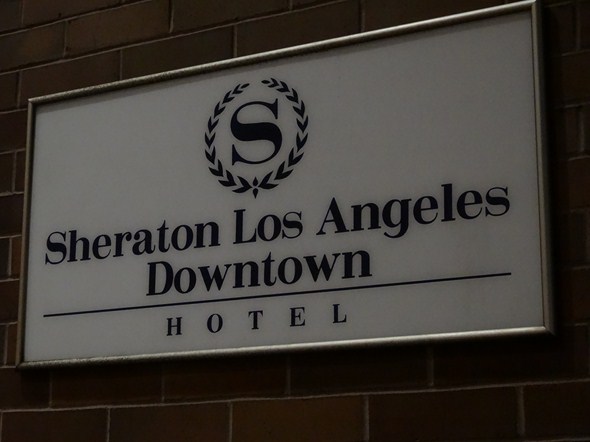 S
Sheraton Los Angeles
Downtown
HOTEL